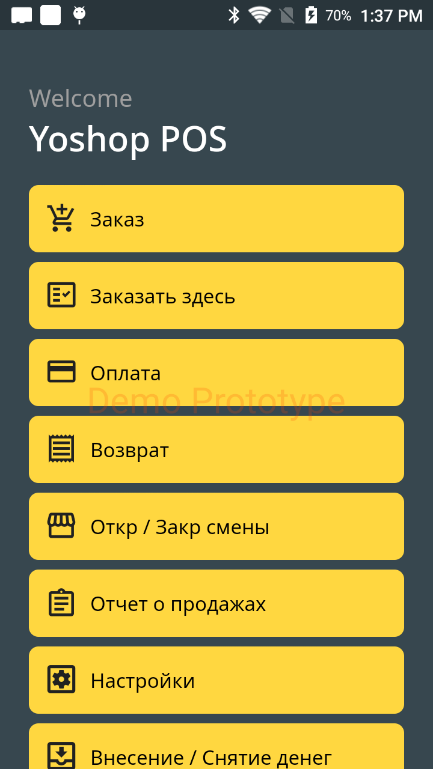 70% 1:37 PM
Welcome
Yoshop POS
Заказ
Заказать здесь
Оплата
Demo Prototype
Возврат
Откр / Закр смены
Отчет о продажах
Настройки
Внесение / Снятие денег